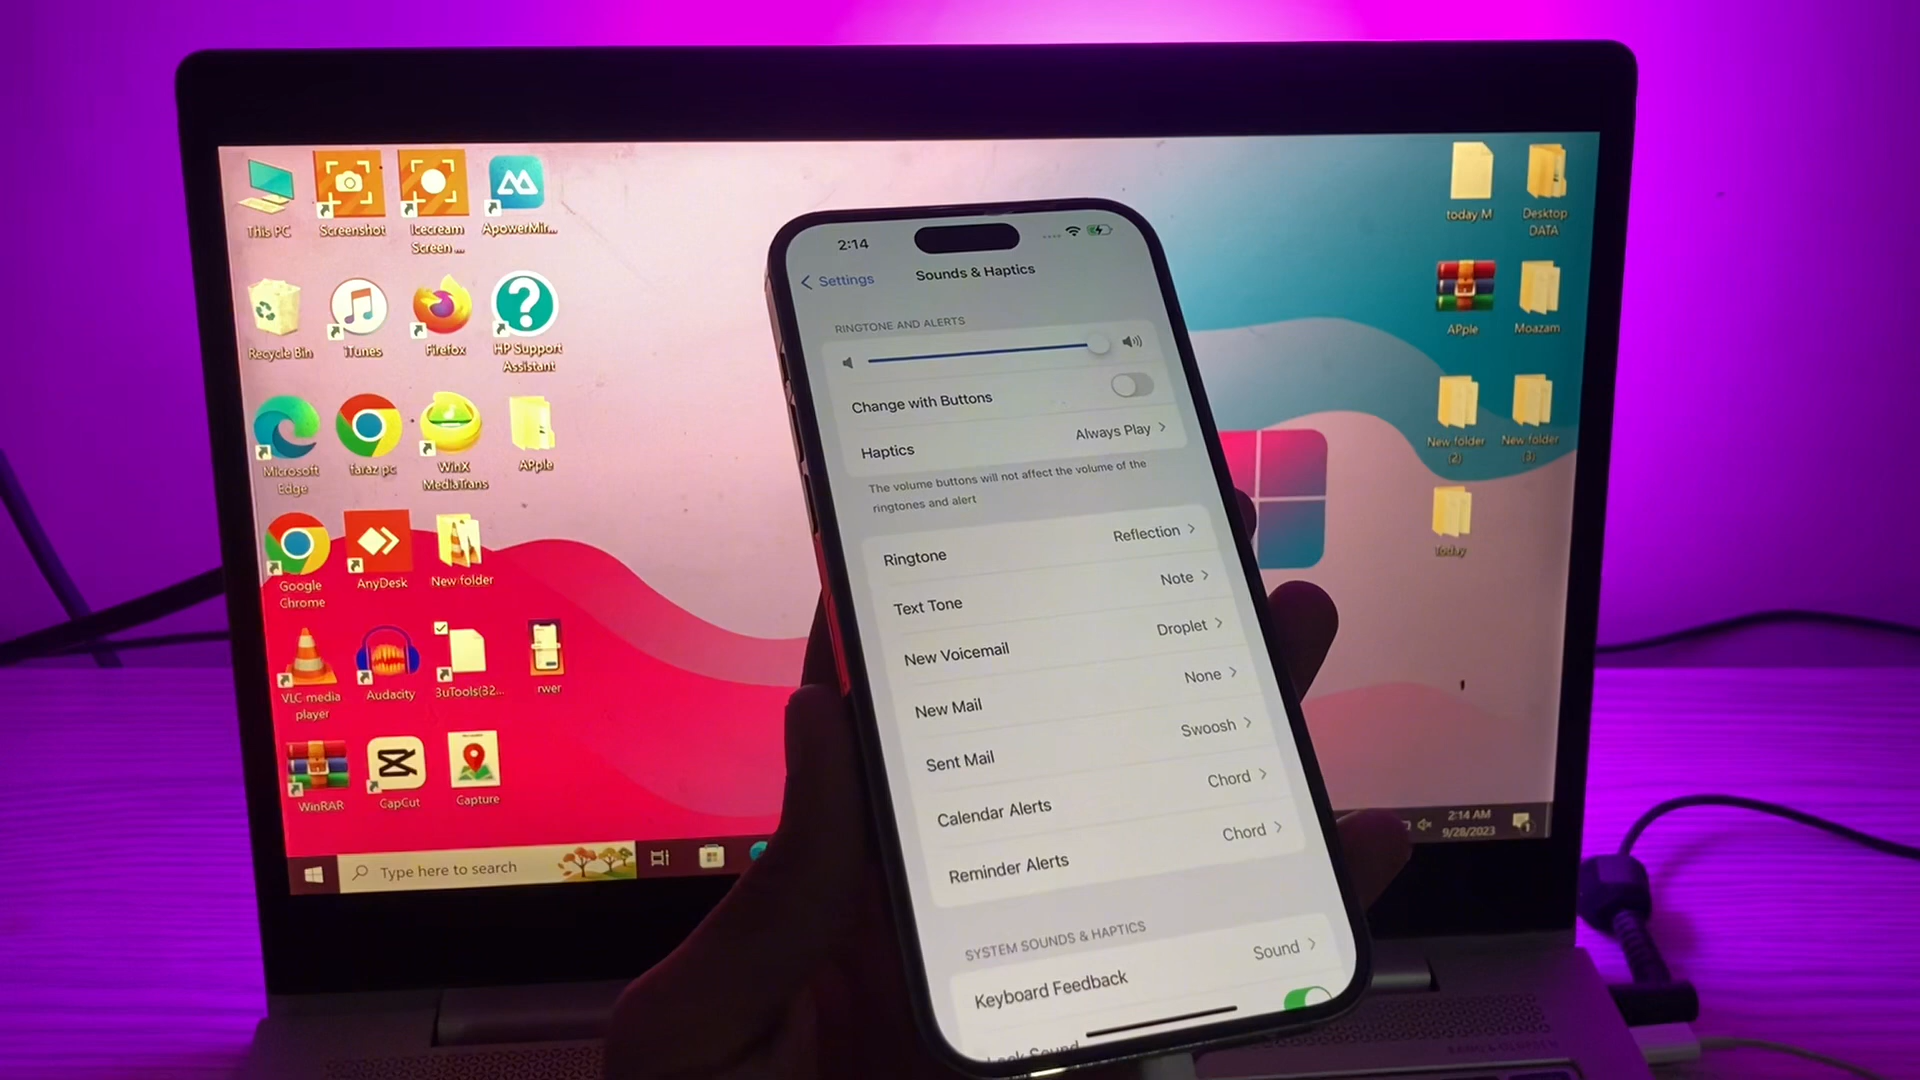 This PC
Screenshot
Icecream
Screen ...
ApowerMir...
Recycle Bin
iTunes
Firefox
HP Support
Assistant
Microsoft
Edge
faraz pc
WinX
MediaTrans
APple
Google
Chrome
AnyDesk
New folder
VLC media
player
Audacity
3uTools(32...
rwer
WinRAR
CapCut
Capture
Type here to search
2:14
Settings
Sounds & Haptics
RINGTONE AND ALERTS
Change with Buttons
Haptics Always Play
The volume buttons will not affect the volume of the
ringtones and alert
Ringtone Reflection
Text Tone Note
New Voicemail Droplet
New Mail None
Sent Mail Swoosh
Calendar Alerts Chord
Reminder Alerts Chord
SYSTEM SOUNDS & HAPTICS
Keyboard Feedback Sound
Lock Sound
today M
Desktop
DATA
APple
Moazam
New folder
(2)
New folder
(3)
Today
2:14 AM
9/28/2023
1